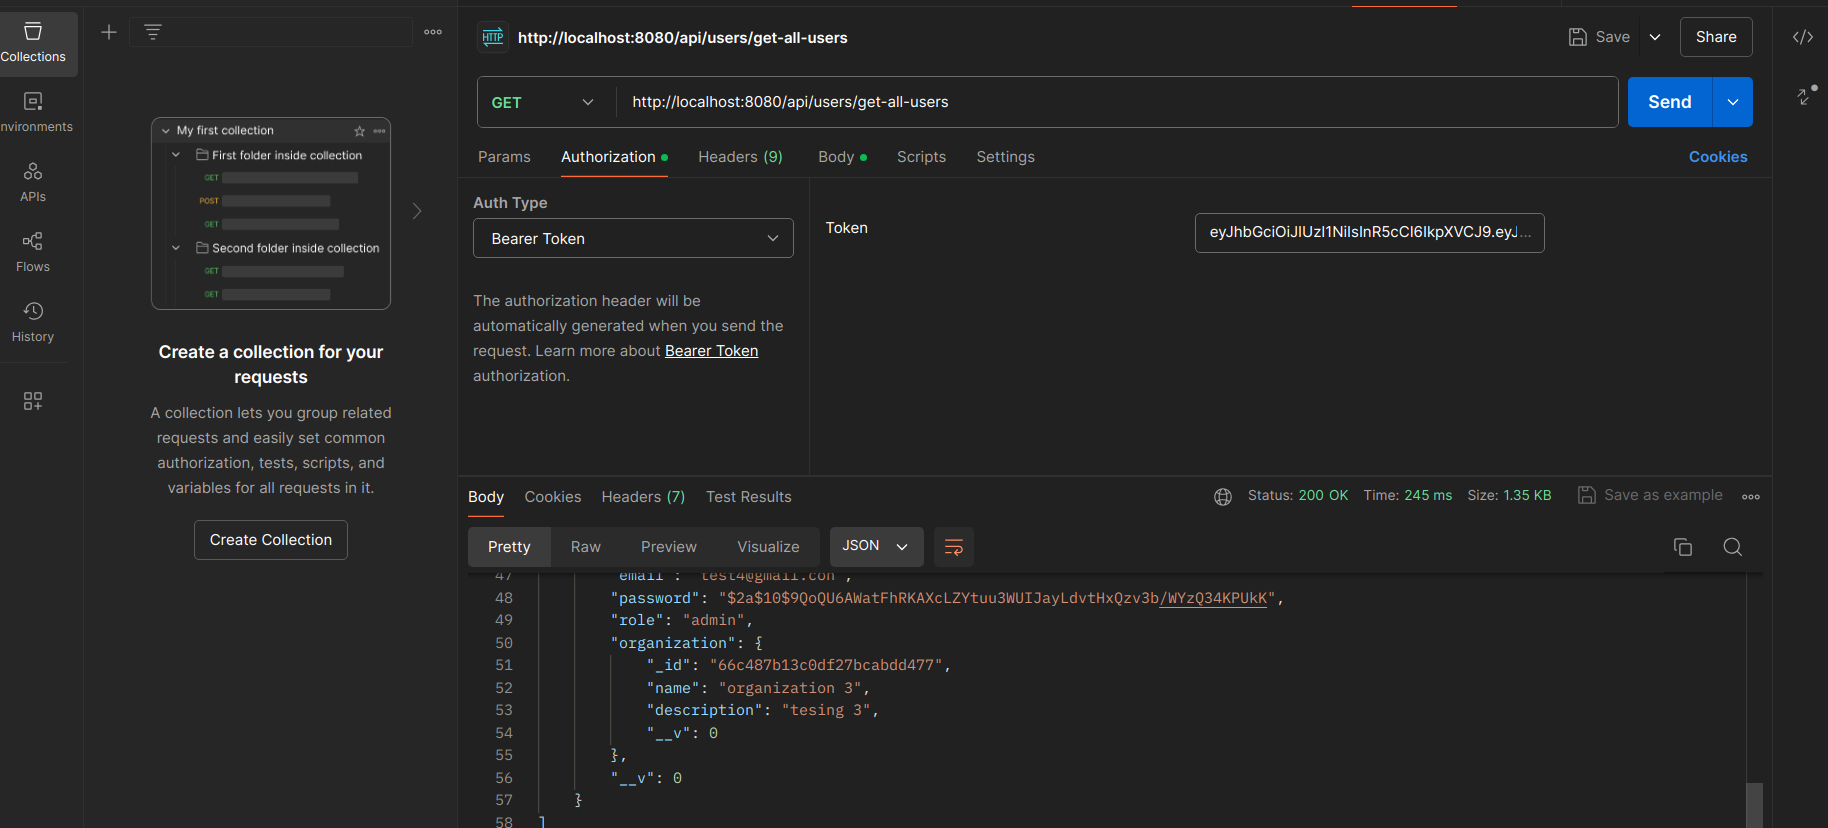 Collections
nvironments
APIs
Flows
History
My first collection
First folder inside collection
GET
POST
GET
Second folder inside collection
GET
GET
Create a collection for your
requests
A collection lets you group related
requests and easily set common
authorization, tests, scripts, and
variables for all requests in it.
Create Collection
HTTP http://localhost:8080/api/users/get-all-users
Save
Share
GET http://localhost:8080/api/users/get-all-users
Send
Params Authorization Headers (9) Body Scripts Settings
Cookies
Auth Type
Bearer Token
The authorization header will be
automatically generated when you send the
request. Learn more about Bearer Token
authorization.
Token
eyJhbGciOiJIUzI1NiIsInR5cCI6IkpXVCJ9.eyJ...
Body Cookies Headers (7) Test Results
Status: 200 OK Time: 245 ms Size: 1.35 KB Save as example
Pretty Raw Preview Visualize JSON
47 "email": "test4@gmail.con",
48 "password": "$2a$10$9QoQU6AWatFhRKAXcLZYtuu3WUIJayLdvtHxQzv3b/WYzQ34KPUkK",
49 "role": "admin",
50 "organization": {
51 "_id": "66c487b13c0df27bcabdd477",
52 "name": "organization 3",
53 "description": "tesing 3",
54 "__v": 0
55 },
56 "__v": 0
57 }
58 ]